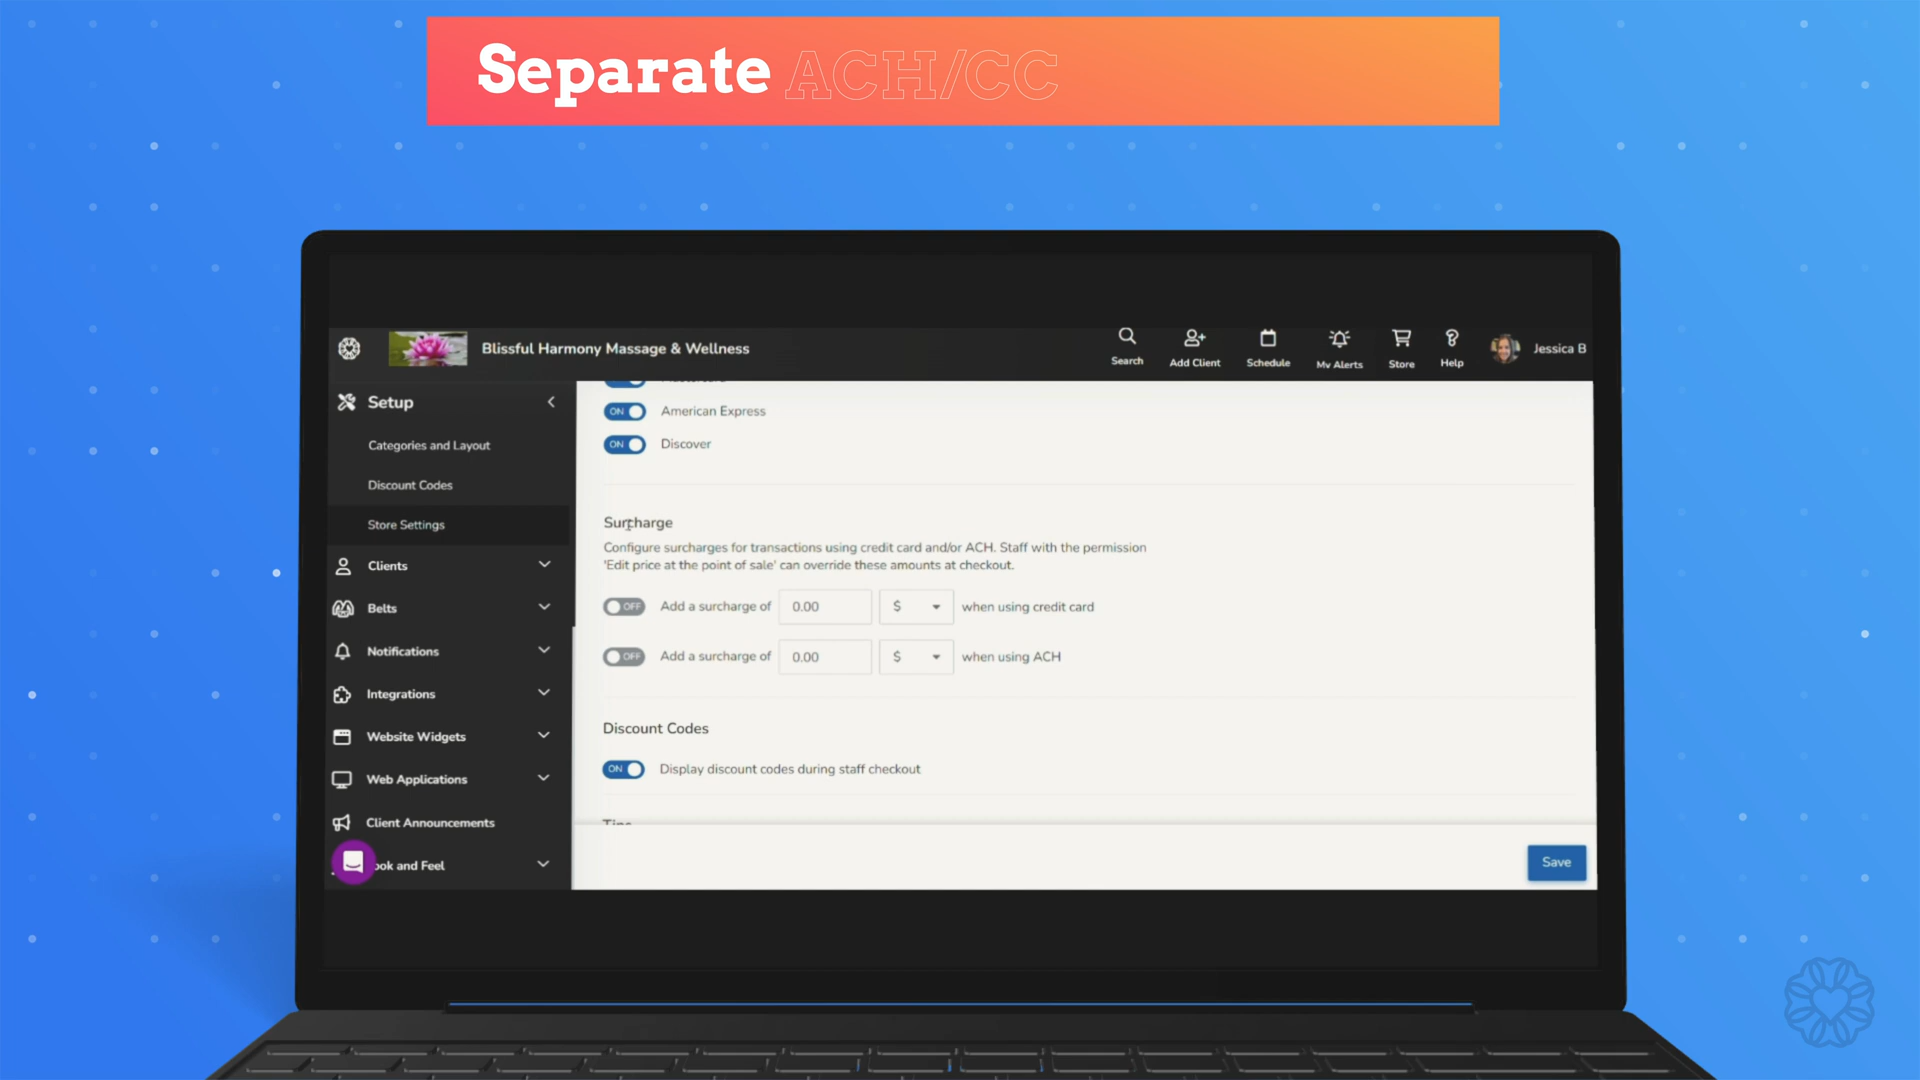 Separate ACH/CC
Blissful Harmony Massage & Wellness
Search
Add Client
Schedule
My Alerts
Store
Help
Jessica B
Setup
Categories and Layout
Discount Codes
Store Settings
Clients
Belts
Notifications
Integrations
Website Widgets
Web Applications
Client Announcements
ook and Feel
ON American Express
ON Discover
Surcharge
Configure surcharges for transactions using credit card and/or ACH. Staff with the permission
'Edit price at the point of sale' can override these amounts at checkout.
OFF Add a surcharge of 0.00 $ when using credit card
OFF Add a surcharge of 0.00 $ when using ACH
Discount Codes
ON Display discount codes during staff checkout
Save